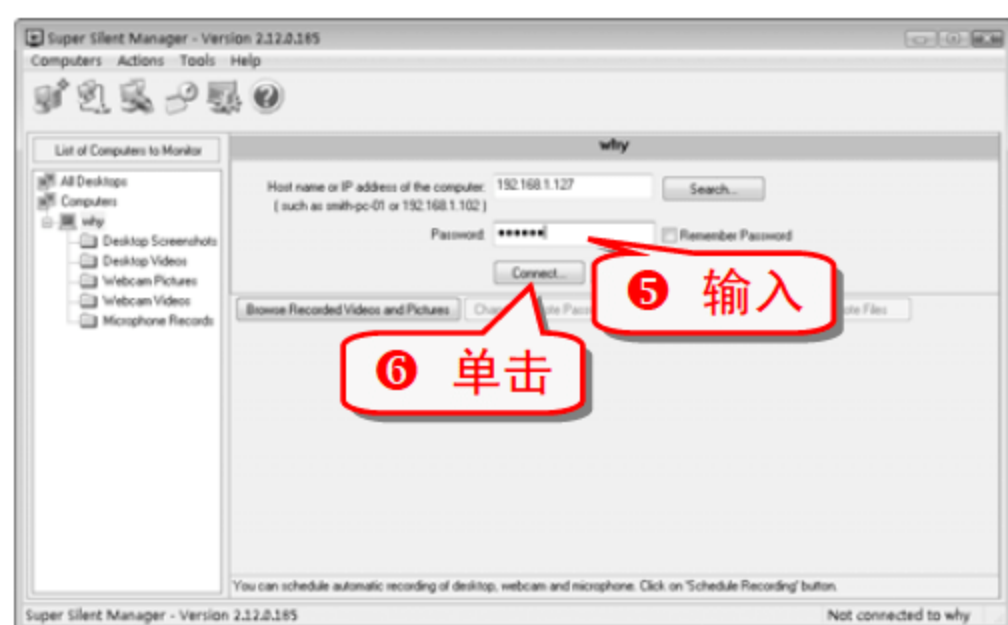 Super Silent Manager - Version 2.12.0.185
Computers Actions Tools Help
List of Computers to Monitor
why
All Desktops
Computers
why
Desktop Screenshots
Desktop Videos
Webcam Pictures
Webcam Videos
Microphone Records
Host name or IP address of the computer:
( such as smith-pc-01 or 192.168.1.102 )
192.168.1.127
Search...
Password:
••••••
Remember Password
Connect...
❺ 输入
Browse Recorded Videos and Pictures
❻ 单击
You can schedule automatic recording of desktop, webcam and microphone. Click on 'Schedule Recording' button.
Super Silent Manager - Version 2.12.0.185
Not connected to why